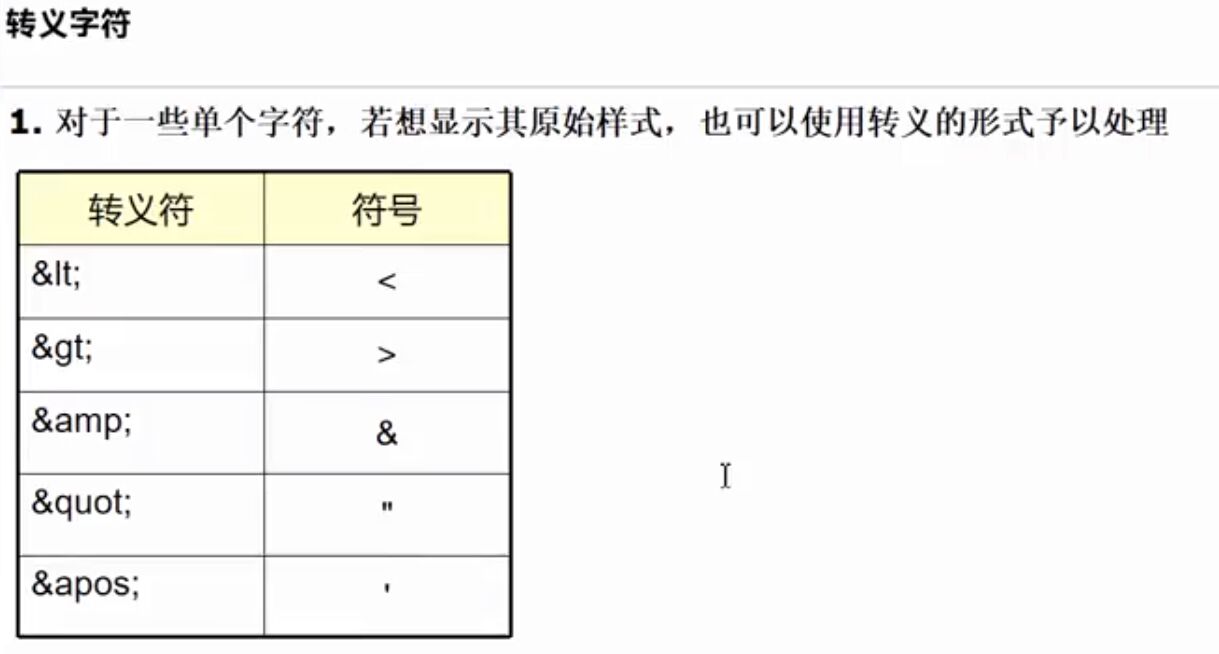 转义字符
1. 对于一些单个字符，若想显示其原始样式，也可以使用转义的形式予以处理
转义符 符号
&lt; <
&gt; >
&amp; &
&quot; "
&apos; '